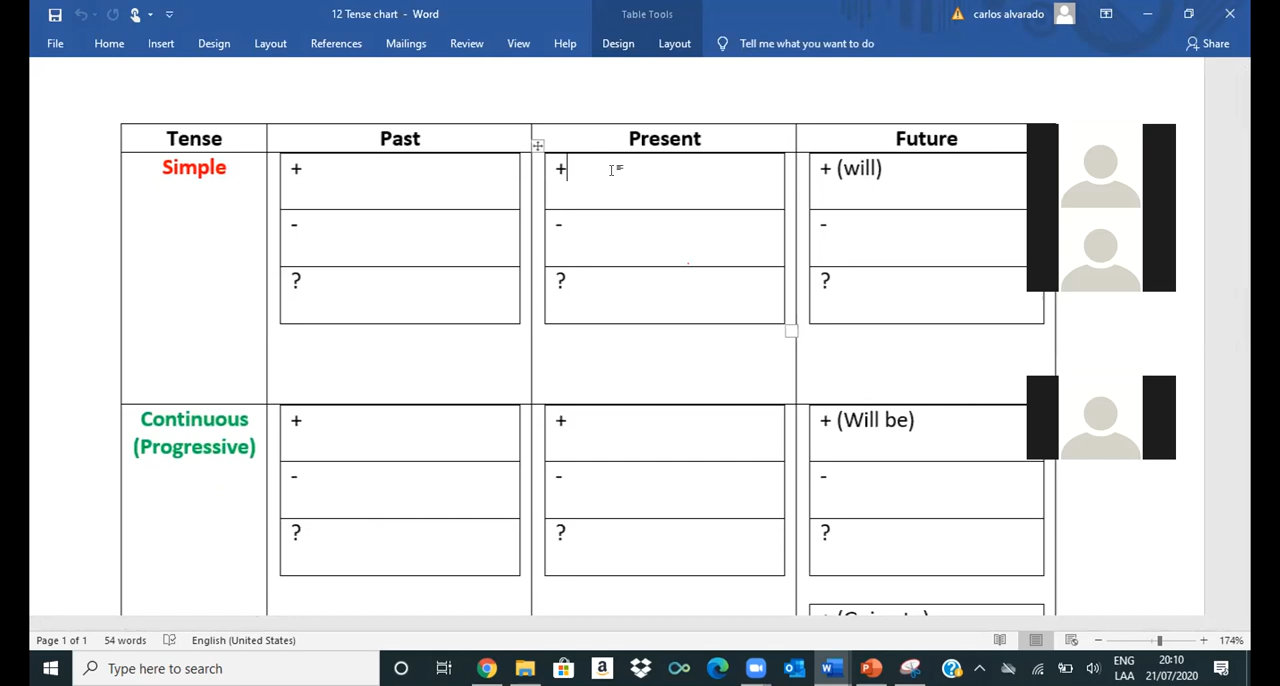 12 Tense chart - Word
Table Tools
carlos alvarado
File Home Insert Design Layout References Mailings Review View Help Design Layout Tell me what you want to do Share
Tense Past Present Future
Simple + + + (will)
- - -
? ? ?
Continuous + + + (Will be)
(Progressive)
- - -
? ? ?
Page 1 of 1 54 words English (United States) 174%
Type here to search
ENG 20:10
LAA 21/07/2020